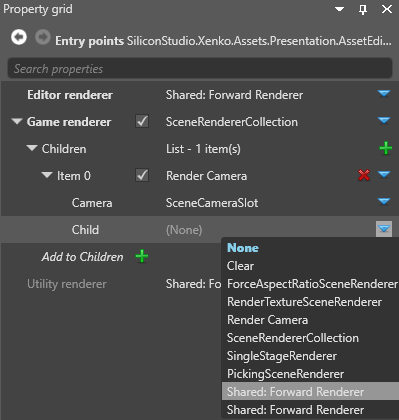 Property grid
Entry points SiliconStudio.Xenko.Assets.Presentation.AssetEdi...
Search properties
Editor renderer Shared: Forward Renderer
Game renderer SceneRendererCollection
Children List - 1 item(s)
Item 0 Render Camera
Camera SceneCameraSlot
Child (None)
Add to Children
Utility renderer Shared: Fo
None
Clear
ForceAspectRatioSceneRenderer
RenderTextureSceneRenderer
Render Camera
SceneRendererCollection
SingleStageRenderer
PickingSceneRenderer
Shared: Forward Renderer
Shared: Forward Renderer